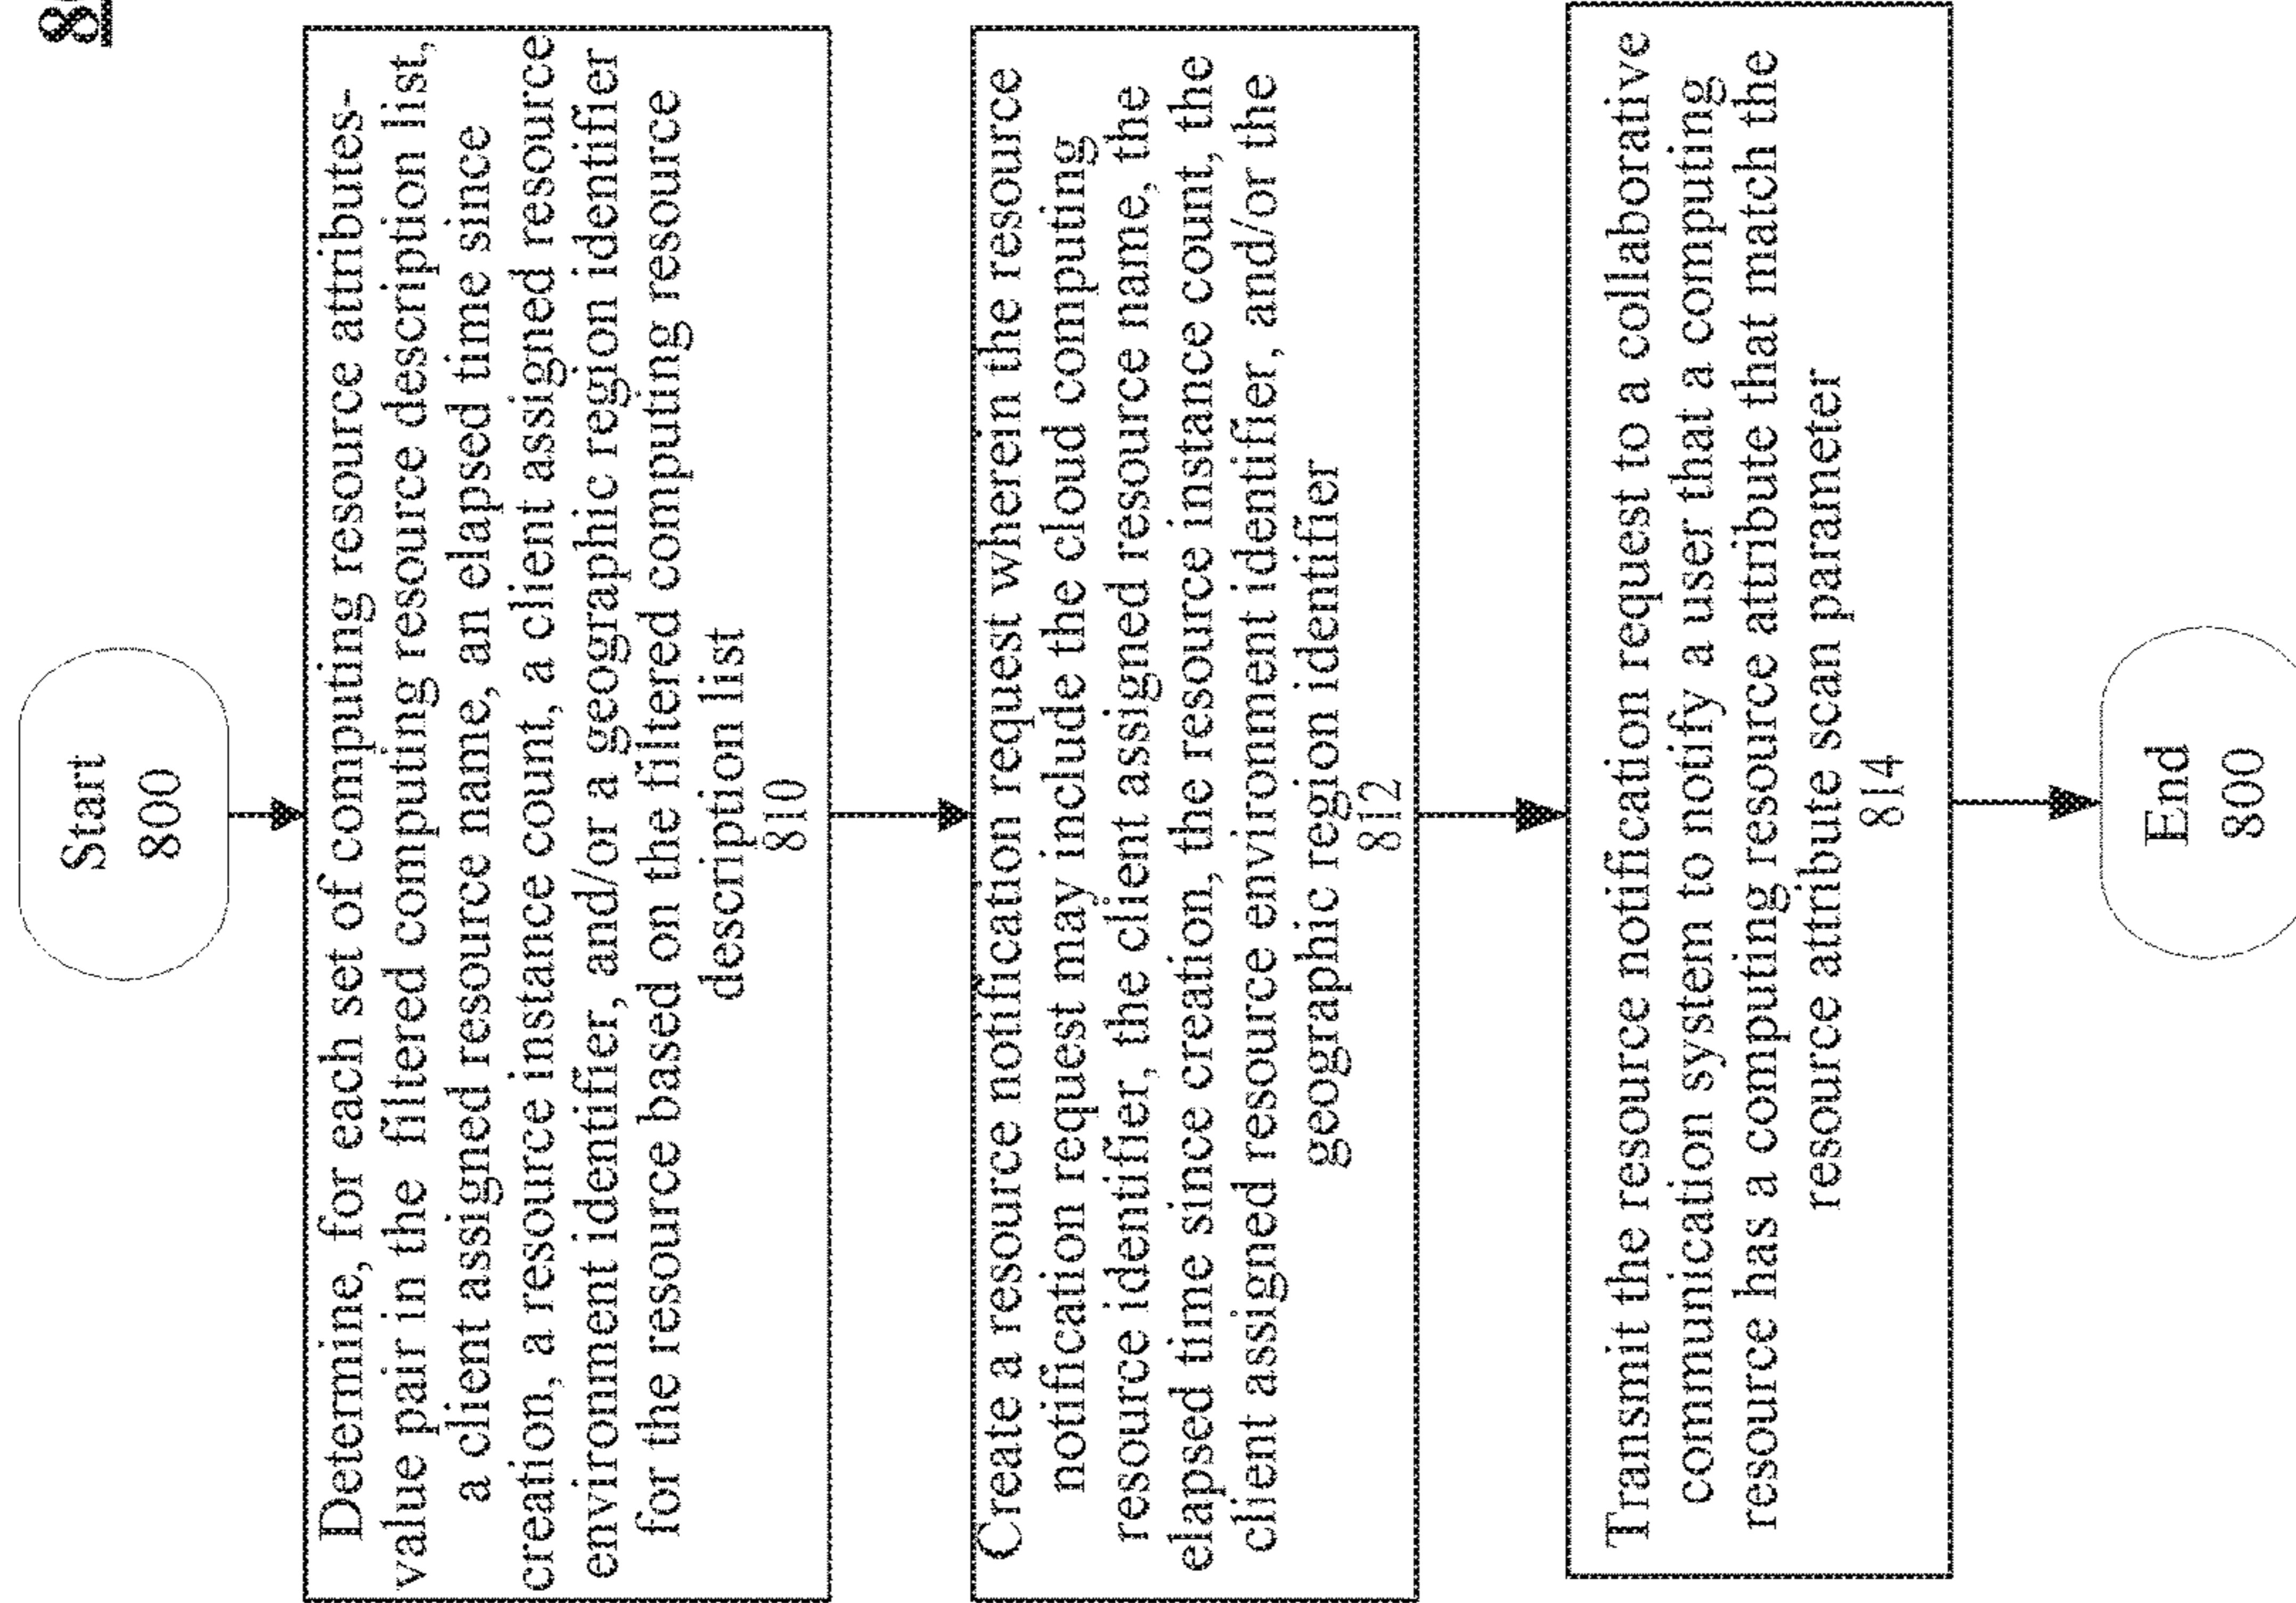 Start
800
Determine, for each set of computing resource attributes-
value pair in the filtered computing resource description list,
a client assigned resource name, an elapsed time since
creation, a resource instance count, a client assigned resource
environment identifier, and/or a geographic region identifier
for the resource based on the filtered computing resource
description list
810
Create a resource notification request wherein the resource
notification request may include the cloud computing
resource identifier, the client assigned resource name, the
elapsed time since creation, the resource instance count, the
client assigned resource environment identifier, and/or the
geographic region identifier
812
Transmit the resource notification request to a collaborative
communication system to notify a user that a computing
resource has a computing resource attribute that match the
resource attribute scan parameter
814
End
800